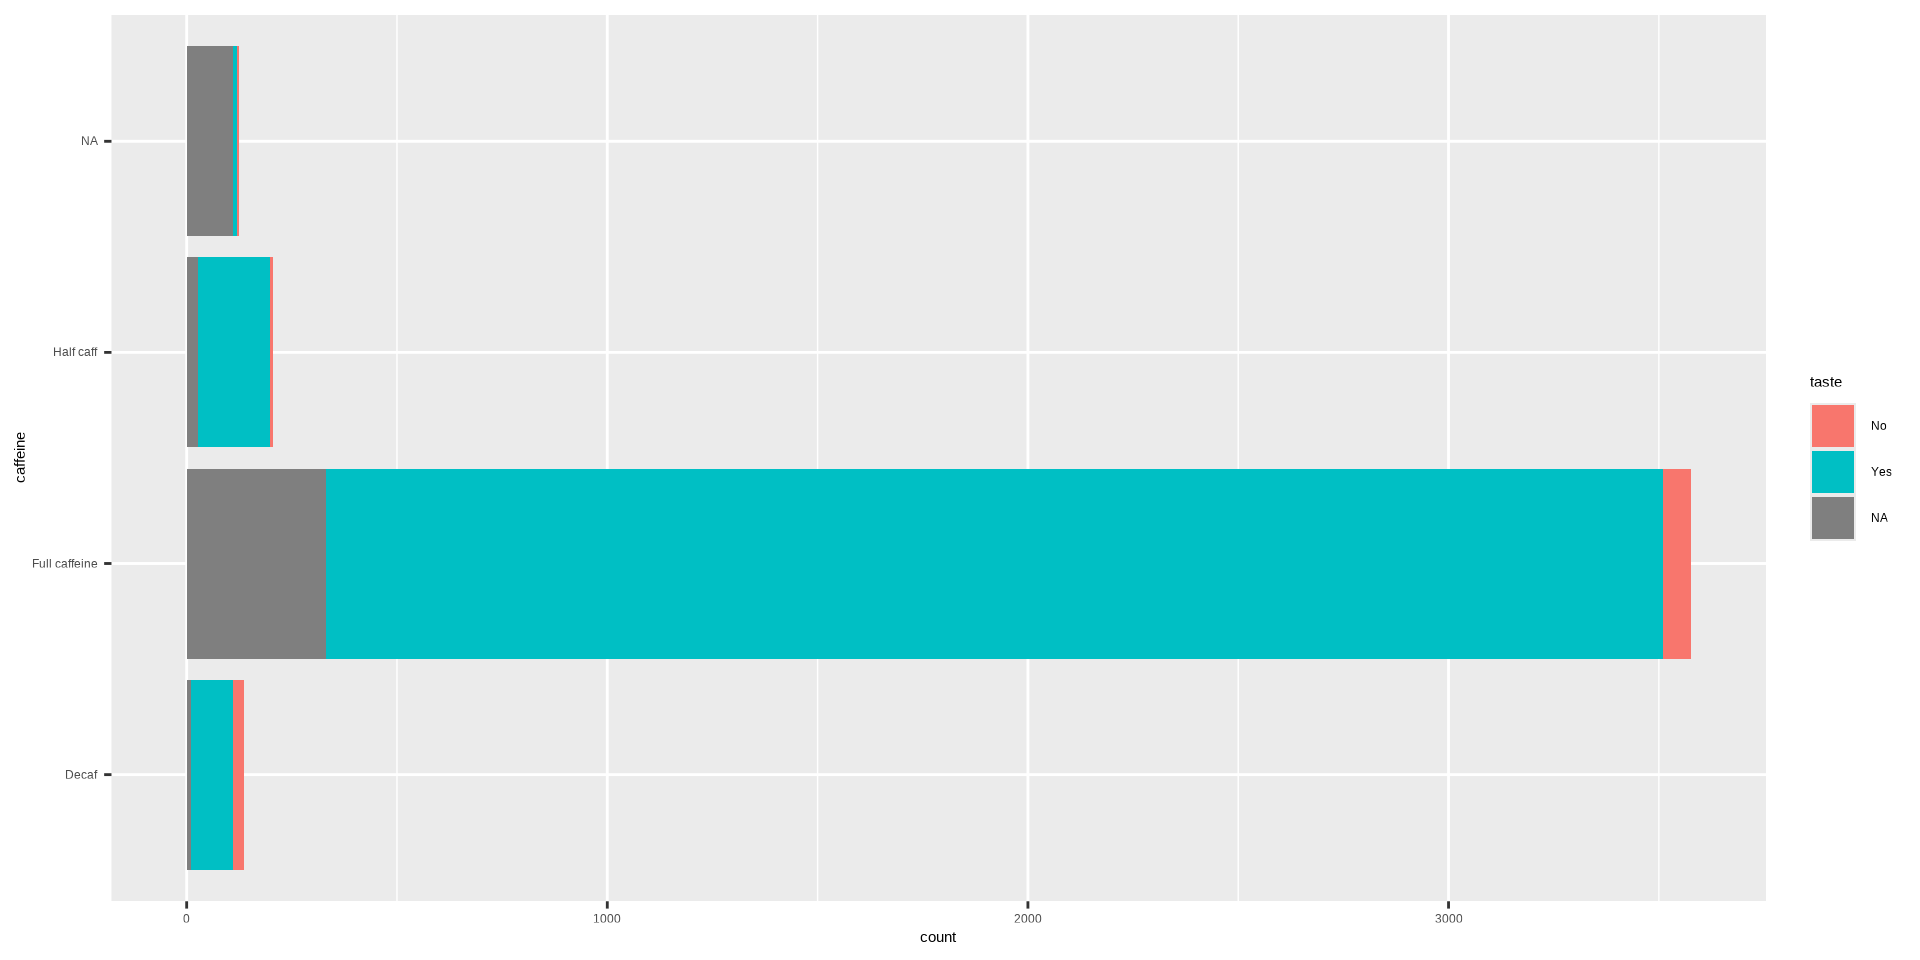 NA
Half caff
Full caffeine
Decaf
caffeine
0
1000
2000
3000
count
taste
No
Yes
NA